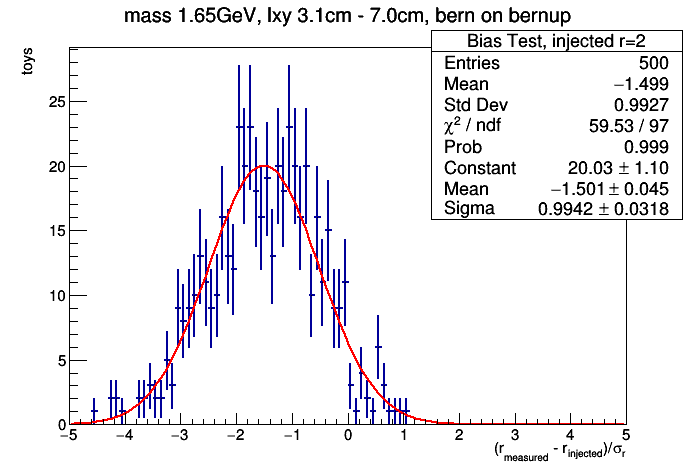 mass 1.65GeV, lxy 3.1cm - 7.0cm, bern on bernup
toys
Bias Test, injected r=2
Entries 500
Mean −1.499
Std Dev 0.9927
χ² / ndf 59.53 / 97
Prob 0.999
Constant 20.03 ± 1.10
Mean −1.501 ± 0.045
Sigma 0.9942 ± 0.0318
25
20
15
10
5
0
−5 −4 −3 −2 −1 0 1 2 3 4 5
(r_measured - r_injected)/σ_r